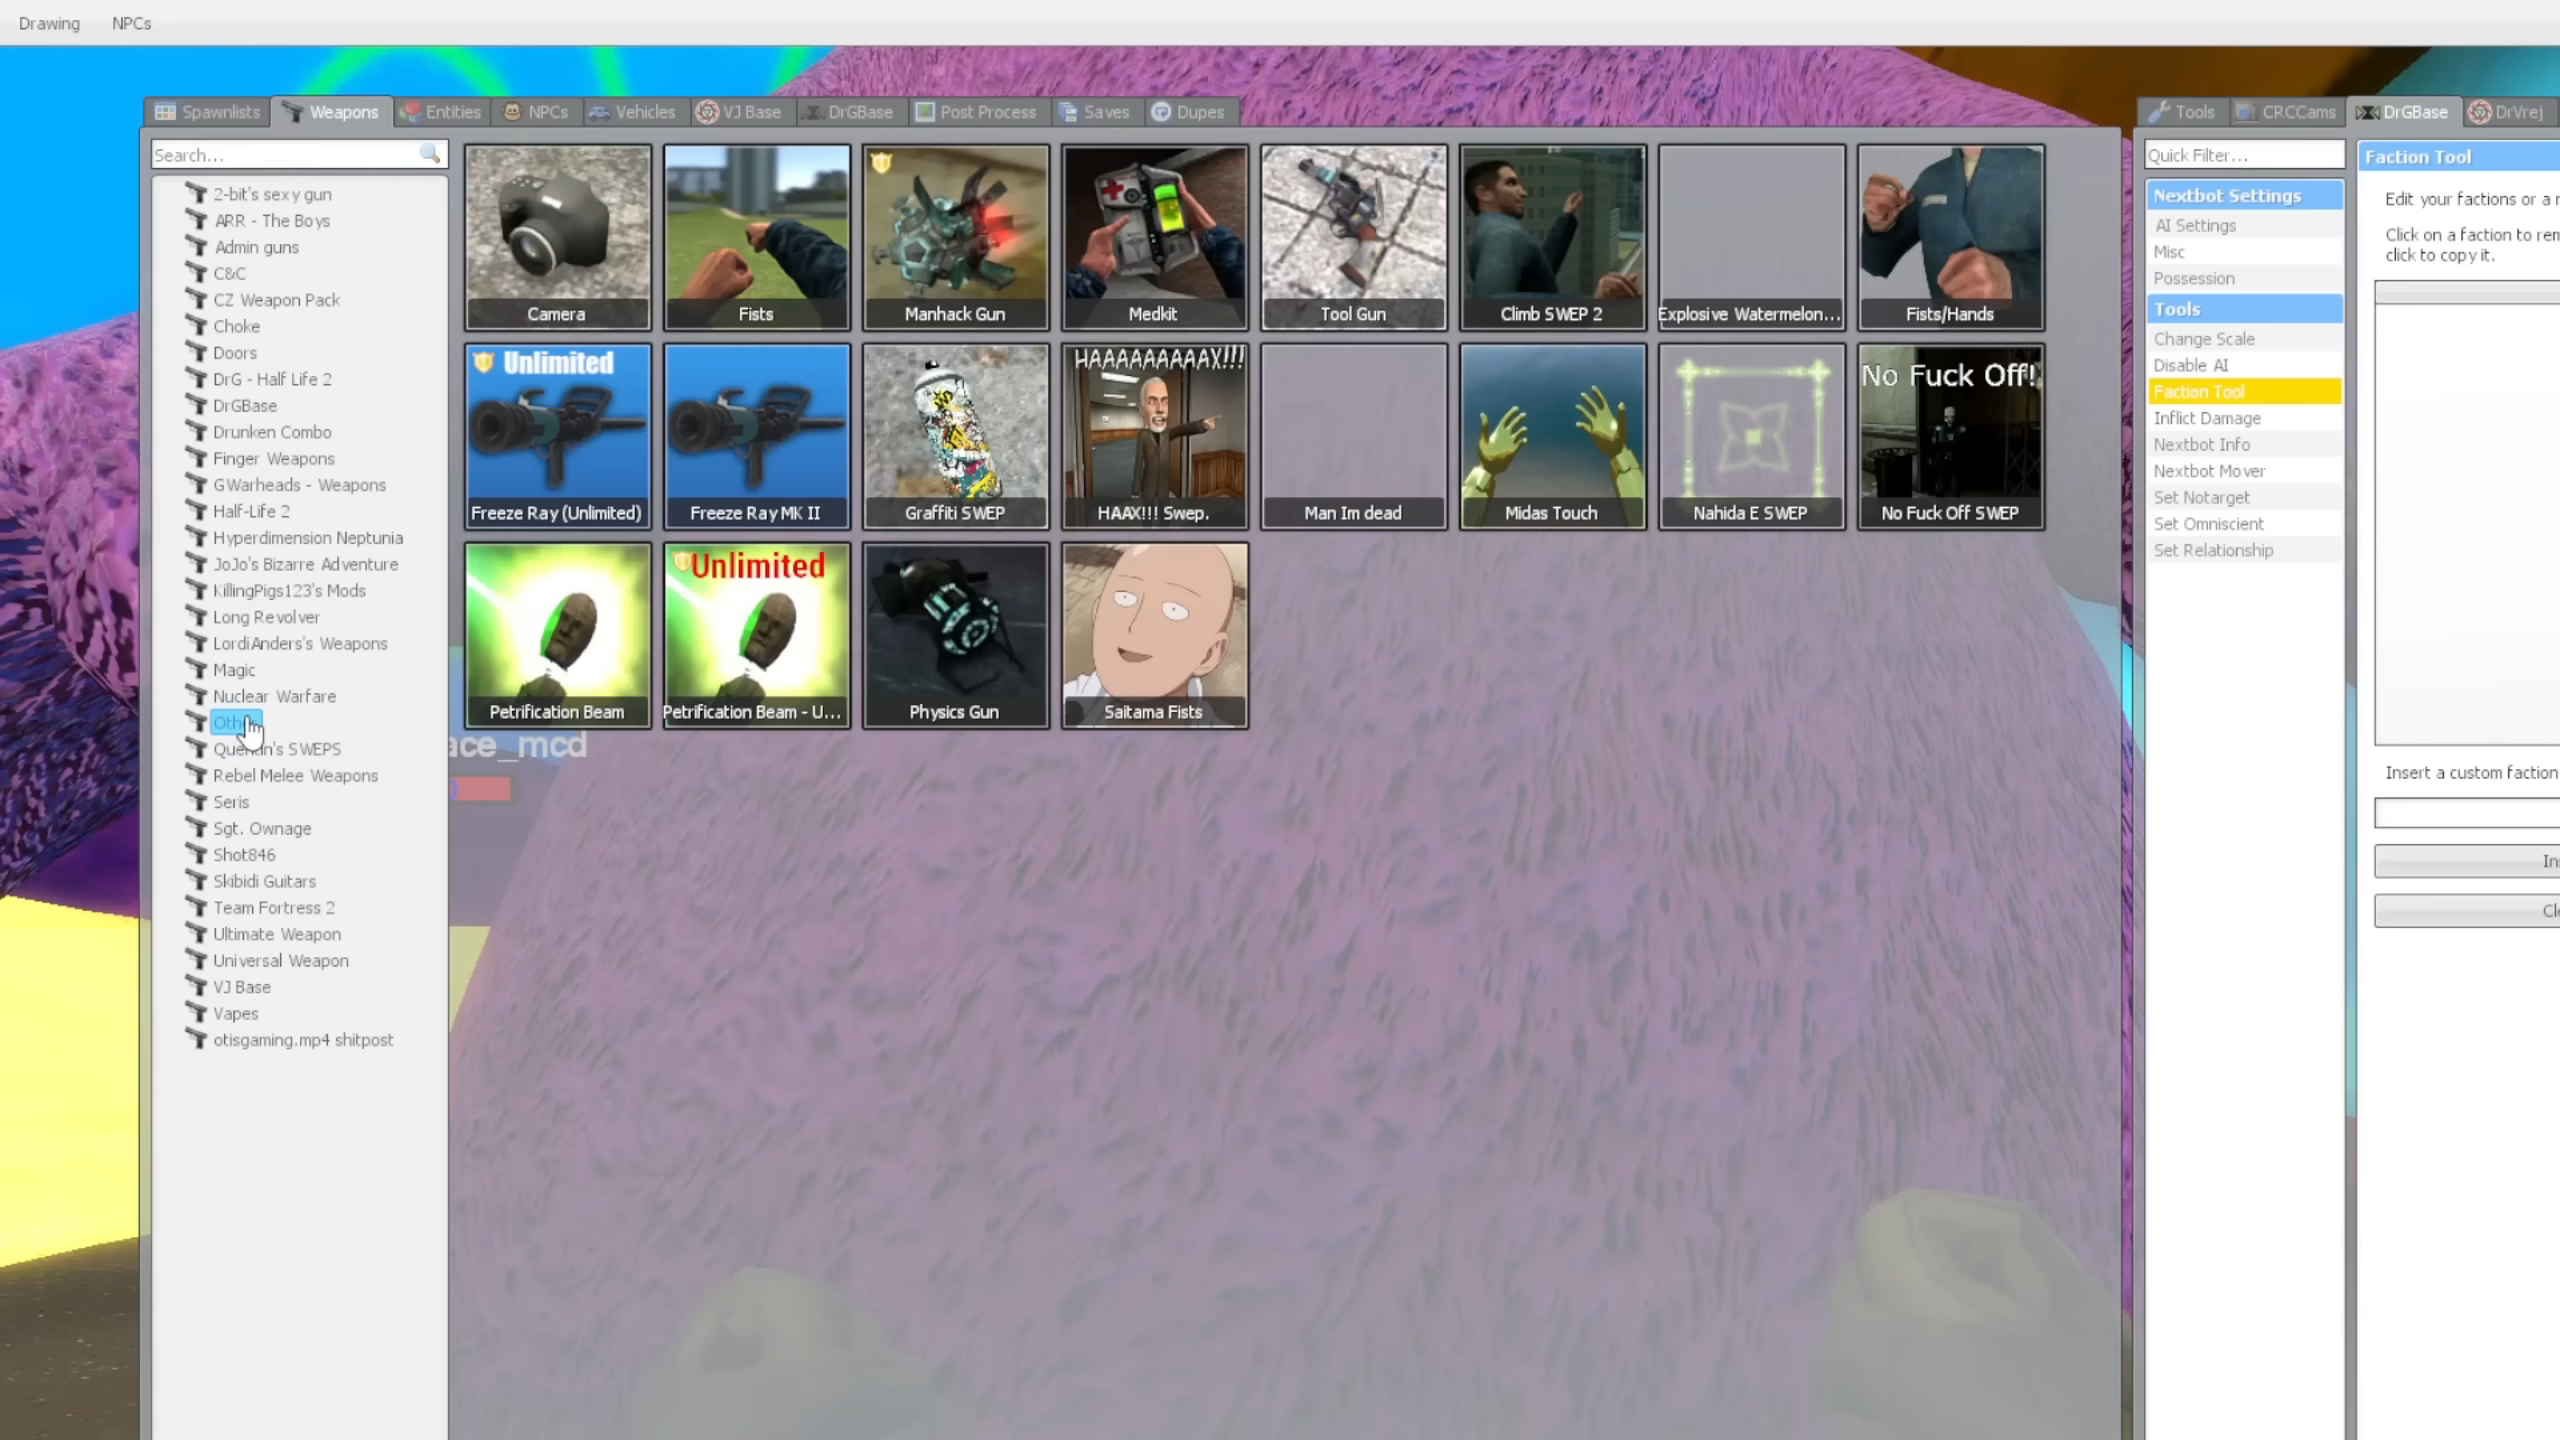 Drawing NPCs
Spawnlists Weapons Entities NPCs Vehicles VJ Base DrGBase Post Process Saves Dupes
Search...
2-bit's sexy gun
ARR - The Boys
Admin guns
C&C
CZ Weapon Pack
Choke
Doors
DrG - Half Life 2
DrGBase
Drunken Combo
Finger Weapons
GWarheads - Weapons
Half-Life 2
Hyperdimension Neptunia
JoJo's Bizarre Adventure
KillingPigs123's Mods
Long Revolver
LordiAnders's Weapons
Magic
Nuclear Warfare
Oth
Quentin's SWEPS
Rebel Melee Weapons
Seris
Sgt. Ownage
Shot846
Skibidi Guitars
Team Fortress 2
Ultimate Weapon
Universal Weapon
VJ Base
Vapes
otisgaming.mp4 shitpost
Camera
Fists
Manhack Gun
Medkit
Tool Gun
Climb SWEP 2
Explosive Watermelon...
Fists/Hands
Unlimited
Freeze Ray (Unlimited)
Freeze Ray MK II
Graffiti SWEP
HAAAAAAAAAX!!!
HAAX!!! Swep.
Man Im dead
Midas Touch
Nahida E SWEP
No Fuck Off!
No Fuck Off SWEP
Petrification Beam
Unlimited
Petrification Beam - U...
Physics Gun
Saitama Fists
ace_mcd
Tools CRCCams DrGBase DrVrej
Quick Filter...
Nextbot Settings
AI Settings
Misc
Possession
Tools
Change Scale
Disable AI
Faction Tool
Inflict Damage
Nextbot Info
Nextbot Mover
Set Notarget
Set Omniscient
Set Relationship
Faction Tool
Edit your factions or a n
Click on a faction to rem
click to copy it.
Insert a custom faction
In
Cle